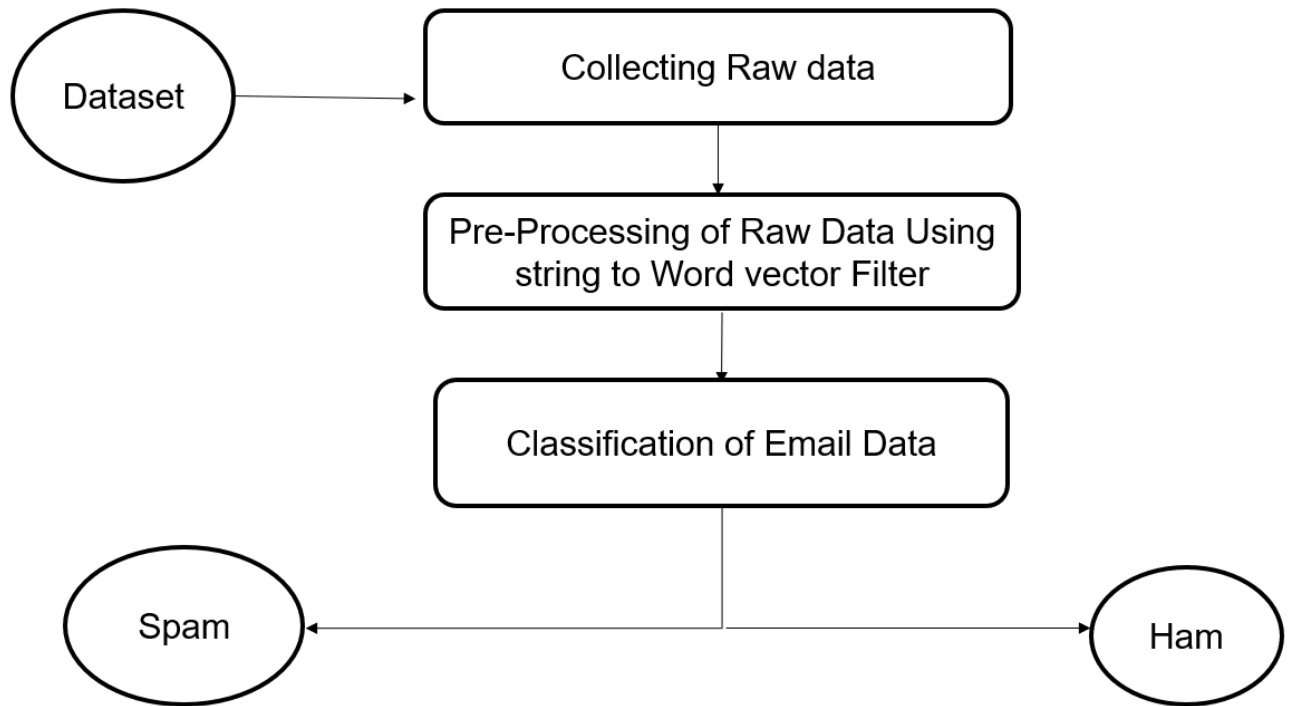 Dataset
Collecting Raw data
Pre-Processing of Raw Data Using
string to Word vector Filter
Classification of Email Data
Spam
Ham